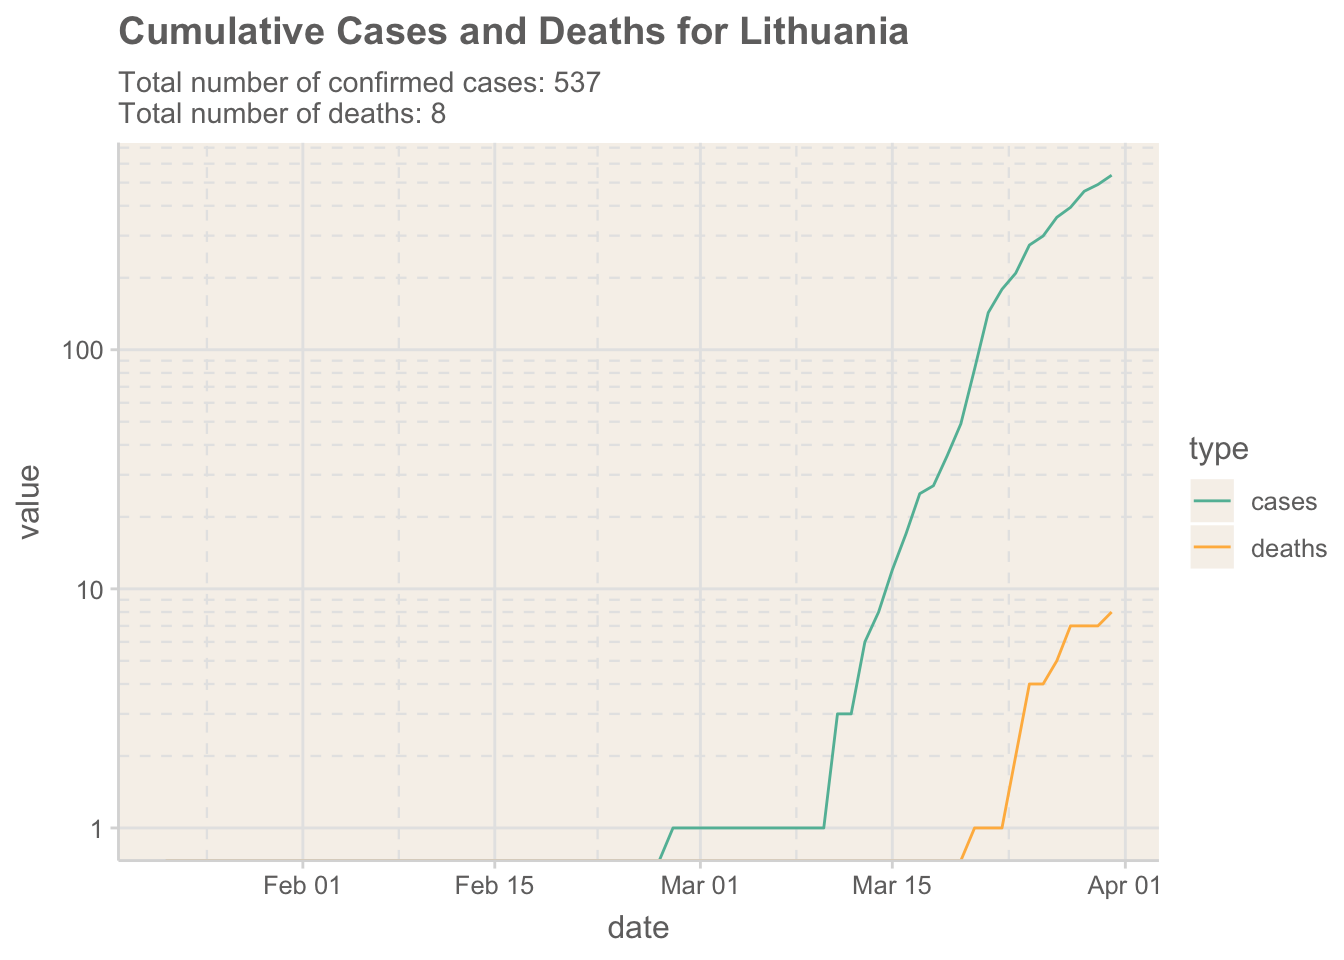 Cumulative Cases and Deaths for Lithuania
Total number of confirmed cases: 537
Total number of deaths: 8
value
100
10
1
Feb 01
Feb 15
Mar 01
Mar 15
Apr 01
date
type
cases
deaths